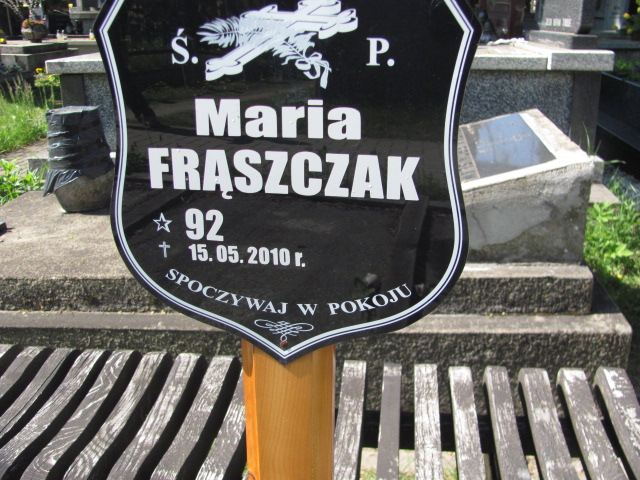 Ś. P.
Maria
FRĄSZCZAK
☆ 92
✝ 15. 05. 2010 r.
SPOCZYWAJ W POKOJU